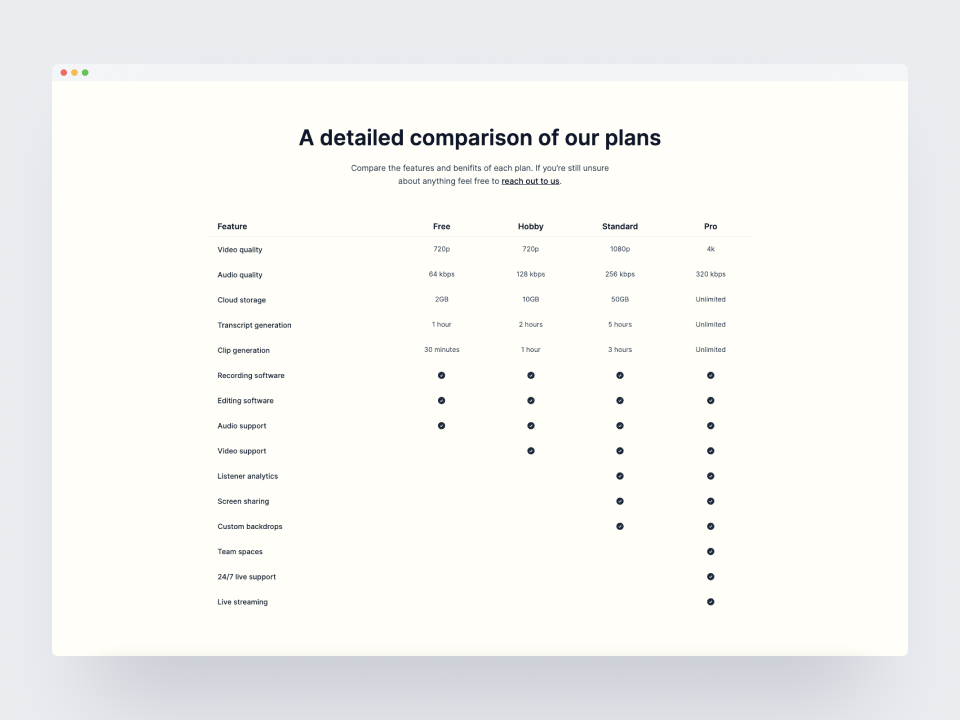 A detailed comparison of our plans
Compare the features and benifits of each plan. If you're still unsure
about anything feel free to reach out to us.
Feature Free Hobby Standard Pro
Video quality 720p 720p 1080p 4k
Audio quality 64 kbps 128 kbps 256 kbps 320 kbps
Cloud storage 2GB 10GB 50GB Unlimited
Transcript generation 1 hour 2 hours 5 hours Unlimited
Clip generation 30 minutes 1 hour 3 hours Unlimited
Recording software
Editing software
Audio support
Video support
Listener analytics
Screen sharing
Custom backdrops
Team spaces
24/7 live support
Live streaming